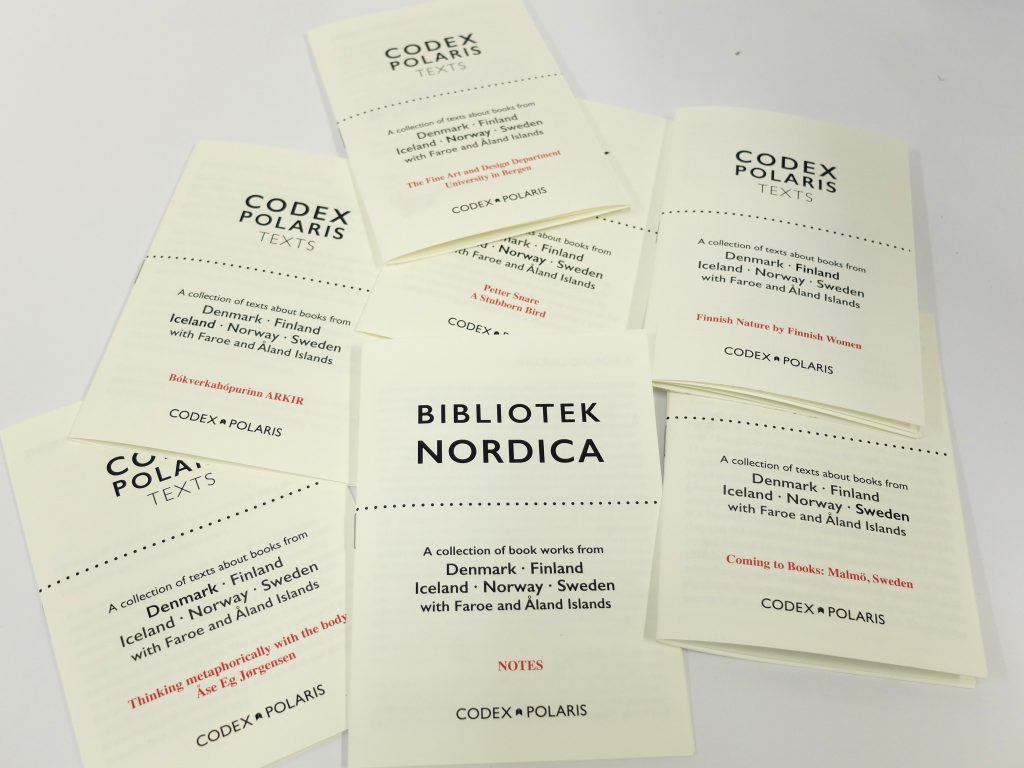 CODEX
POLARIS
TEXTS
A collection of texts about books from
Denmark · Finland
Iceland · Norway · Sweden
with Faroe and Åland Islands
The Fine Art and Design Department
University in Bergen
CODEX POLARIS
CODEX
POLARIS
TEXTS
A collection of texts about books from
Denmark · Finland
Iceland · Norway · Sweden
with Faroe and Åland Islands
Bókverkahópurinn ARKIR
CODEX POLARIS
about books from
Finland
Norway · Sweden
with Faroe and Åland Islands
Petter Snare
A Stubborn Bird
CODEX
CODEX
POLARIS
TEXTS
A collection of texts about books from
Denmark · Finland
Iceland · Norway · Sweden
with Faroe and Åland Islands
Finnish Nature by Finnish Women
CODEX POLARIS
POLARIS
TEXTS
A collection of texts about books from
Denmark · Finland
Iceland · Norway · Sweden
with Faroe and Åland Islands
Thinking metaphorically with the body
Åse Eg Jørgensen
CODEX POLARIS
BIBLIOTEK
NORDICA
A collection of book works from
Denmark · Finland
Iceland · Norway · Sweden
with Faroe and Åland Islands
NOTES
CODEX POLARIS
A collection of texts about books from
Denmark · Finland
Iceland · Norway · Sweden
with Faroe and Åland Islands
Coming to Books: Malmö, Sweden
CODEX POLARIS